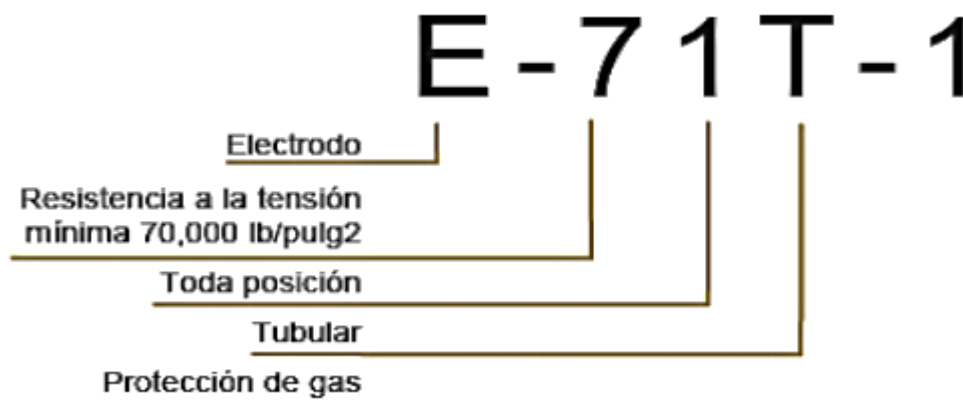 E-71T-1
Electrodo
Resistencia a la tensión
mínima 70,000 lb/pulg2
Toda posición
Tubular
Protección de gas